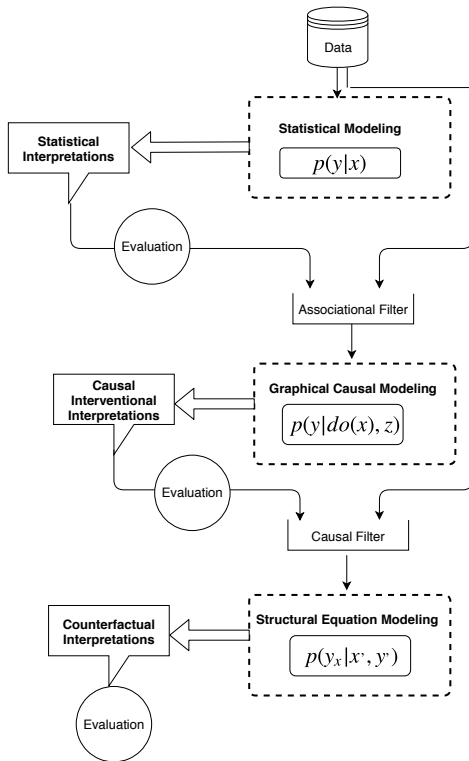 Data
Statistical Modeling
p(y|x)
Statistical
Interpretations
Evaluation
Associational Filter
Graphical Causal Modeling
p(y|do(x), z)
Causal
Interventional
Interpretations
Evaluation
Causal Filter
Structural Equation Modeling
p(yₓ|x’, y’)
Counterfactual
Interpretations
Evaluation